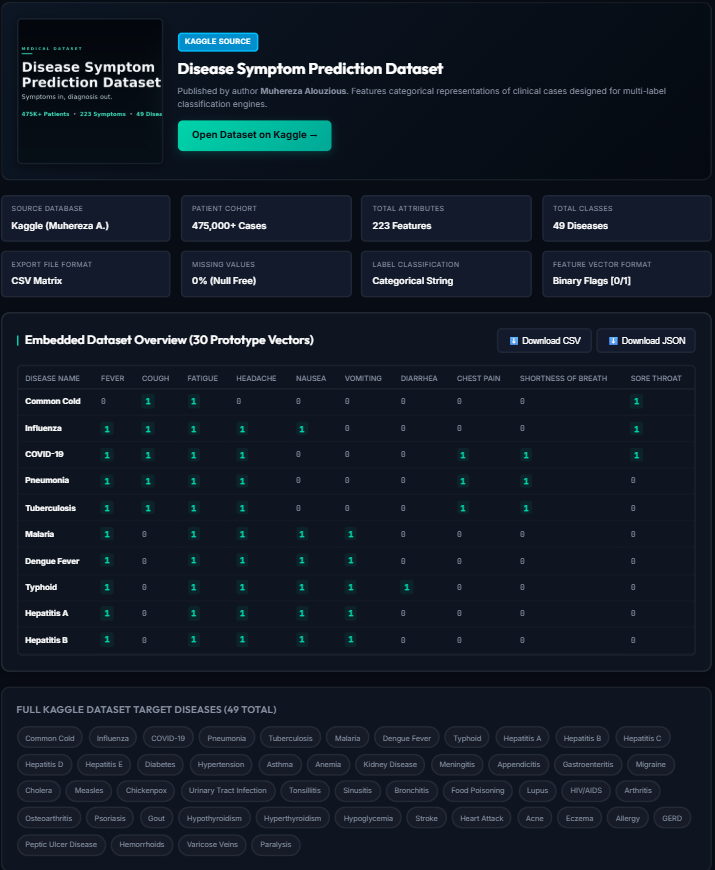 MEDICAL DATASET
Disease Symptom
Prediction Dataset
Symptoms in, diagnosis out.
475K+ Patients • 223 Symptoms • 49 Disea
KAGGLE SOURCE
Disease Symptom Prediction Dataset
Published by author Muhereza Alouzious. Features categorical representations of clinical cases designed for multi-label
classification engines.
Open Dataset on Kaggle →
SOURCE DATABASE
Kaggle (Muhereza A.)
PATIENT COHORT
475,000+ Cases
TOTAL ATTRIBUTES
223 Features
TOTAL CLASSES
49 Diseases
EXPORT FILE FORMAT
CSV Matrix
MISSING VALUES
0% (Null Free)
LABEL CLASSIFICATION
Categorical String
FEATURE VECTOR FORMAT
Binary Flags [0/1]
Embedded Dataset Overview (30 Prototype Vectors)
⬇️ Download CSV
⬇️ Download JSON
DISEASE NAME FEVER COUGH FATIGUE HEADACHE NAUSEA VOMITING DIARRHEA CHEST PAIN SHORTNESS OF BREATH SORE THROAT
Common Cold 0 1 1 0 0 0 0 0 0 1
Influenza 1 1 1 1 1 0 0 0 0 1
COVID-19 1 1 1 1 0 0 0 1 1 1
Pneumonia 1 1 1 1 0 0 0 1 1 0
Tuberculosis 1 1 1 1 0 0 0 1 1 0
Malaria 1 0 1 1 1 1 0 0 0 0
Dengue Fever 1 0 1 1 1 1 0 0 0 0
Typhoid 1 0 1 1 1 1 1 0 0 0
Hepatitis A 1 0 1 1 1 1 0 0 0 0
Hepatitis B 1 0 1 1 1 1 0 0 0 0
FULL KAGGLE DATASET TARGET DISEASES (49 TOTAL)
Common Cold Influenza COVID-19 Pneumonia Tuberculosis Malaria Dengue Fever Typhoid Hepatitis A Hepatitis B Hepatitis C
Hepatitis D Hepatitis E Diabetes Hypertension Asthma Anemia Kidney Disease Meningitis Appendicitis Gastroenteritis Migraine
Cholera Measles Chickenpox Urinary Tract Infection Tonsillitis Sinusitis Bronchitis Food Poisoning Lupus HIV/AIDS Arthritis
Osteoarthritis Psoriasis Gout Hypothyroidism Hyperthyroidism Hypoglycemia Stroke Heart Attack Acne Eczema Allergy GERD
Peptic Ulcer Disease Hemorrhoids Varicose Veins Paralysis